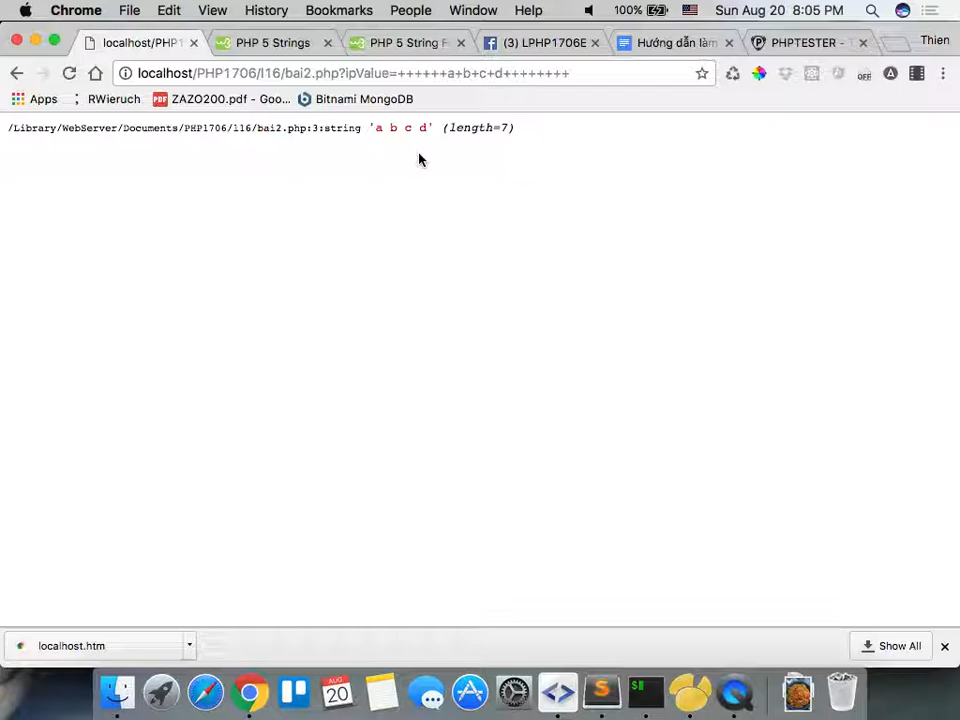 Chrome File Edit View History Bookmarks People Window Help 100% Sun Aug 20 8:05 PM
localhost/PHP1 PHP 5 Strings PHP 5 String F (3) LPHP1706E Hướng dẫn làm PHPTESTER - T Thien
localhost/PHP1706/l16/bai2.php?ipValue=++++++a+b+c+d++++++++ OFF
Apps RWieruch PDF ZAZO200.pdf - Goo... Bitnami MongoDB
/Library/WebServer/Documents/PHP1706/l16/bai2.php:3:string 'a b c d' (length=7)
localhost.htm Show All
AUG
20